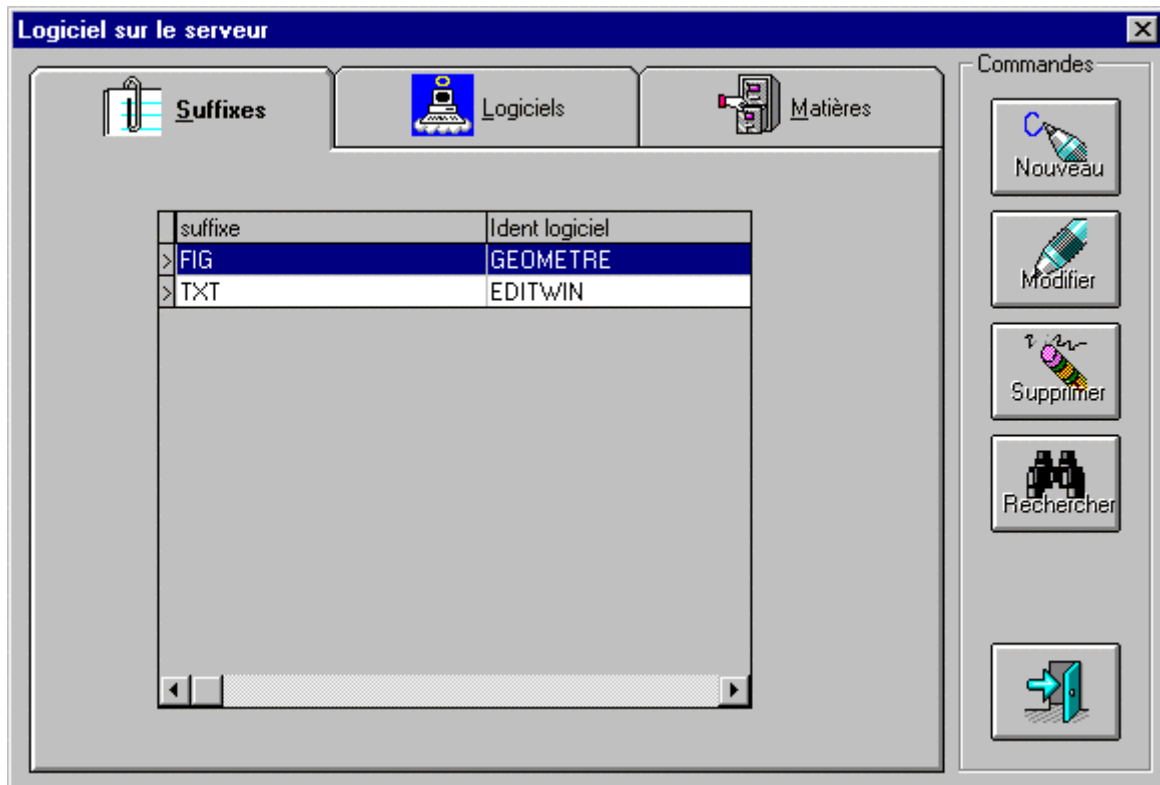 Logiciel sur le serveur
Suffixes
Logiciels
Matières
suffixe Ident logiciel
FIG GEOMETRE
TXT EDITWIN
Commandes
Nouveau
Modifier
Supprimer
Rechercher